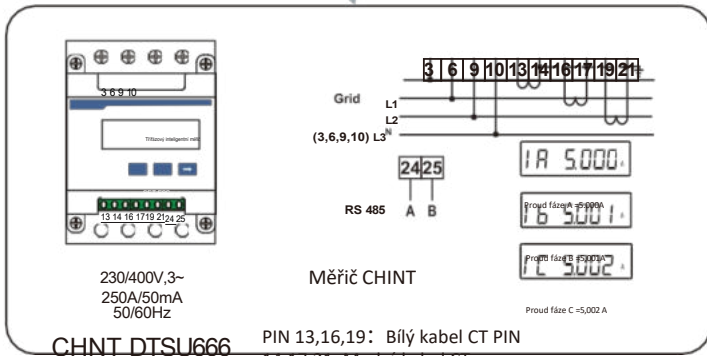 3 6 9 10
Třífázový inteligentní měřič
13 14 16 17 19 21 24 25
230/400V,3~
250A/50mA
50/60Hz
CHNT DTSU666
3 6 9 10 13 14 16 17 19 21
Grid
L1
L2
(3,6,9,10) L3
N
24 25
RS 485 A B
Měřič CHINT
IA 5.000 A
Proud fáze A =5,000A
Ib 5.001 A
Proud fáze B =5,001A
IC 5.002 A
Proud fáze C =5,002 A
PIN 13,16,19: Bílý kabel CT PIN